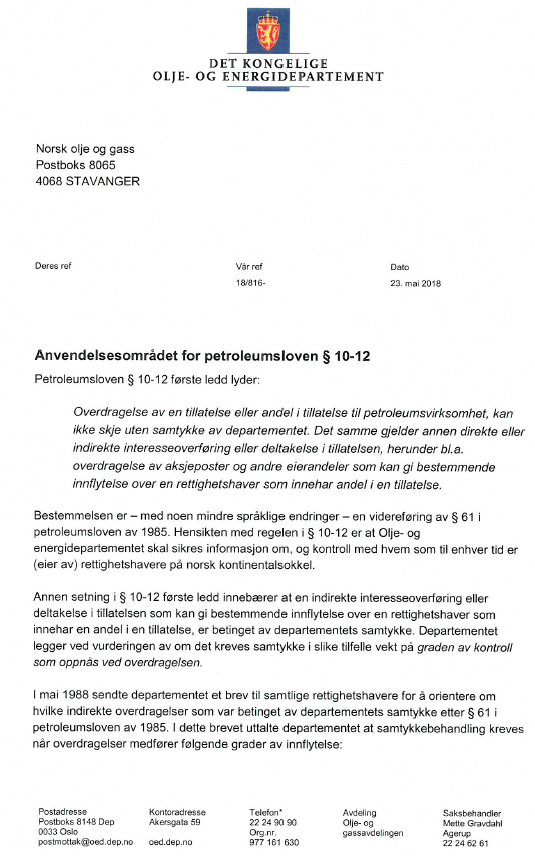 DET KONGELIGE
OLJE- OG ENERGIDEPARTEMENT
Norsk olje og gass
Postboks 8065
4068 STAVANGER
Deres ref
Vår ref
Dato
18/816-
23. mai 2018
Anvendelsesområdet for petroleumsloven § 10-12
Petroleumsloven § 10-12 første ledd lyder:
Overdragelse av en tillatelse eller andel i tillatelse til petroleumsvirksomhet, kan
ikke skje uten samtykke av departementet. Det samme gjelder annen direkte eller
indirekte interesseoverføring eller deltakelse i tillatelsen, herunder bl.a.
overdragelse av aksjeposter og andre eierandeler som kan gi bestemmende
innflytelse over en rettighetshaver som innehar andel i en tillatelse.
Bestemmelsen er – med noen mindre språklige endringer – en videreføring av § 61 i
petroleumsloven av 1985. Hensikten med regelen i § 10-12 er at Olje- og
energidepartementet skal sikres informasjon om, og kontroll med hvem som til enhver tid er
(eier av) rettighetshavere på norsk kontinentalsokkel.
Annen setning i § 10-12 første ledd innebærer at en indirekte interesseoverføring eller
deltakelse i tillatelsen som kan gi bestemmende innflytelse over en rettighetshaver som
innehar en andel i en tillatelse, er betinget av departementets samtykke. Departementet
legger ved vurderingen av om det kreves samtykke i slike tilfelle vekt på graden av kontroll
som oppnås ved overdragelsen.
I mai 1988 sendte departementet et brev til samtlige rettighetshavere for å orientere om
hvilke indirekte overdragelser som var betinget av departementets samtykke etter § 61 i
petroleumsloven av 1985. I dette brevet uttalte departementet at samtykkebehandling kreves
når overdragelser medfører følgende grader av innflytelse:
Postadresse
Postboks 8148 Dep
0033 Oslo
postmottak@oed.dep.no
Kontoradresse
Akersgata 59
oed.dep.no
Telefon*
22 24 90 90
Org.nr.
977 161 630
Avdeling
Olje- og
gassavdelingen
Saksbehandler
Mette Gravdahl
Agerup
22 24 62 61